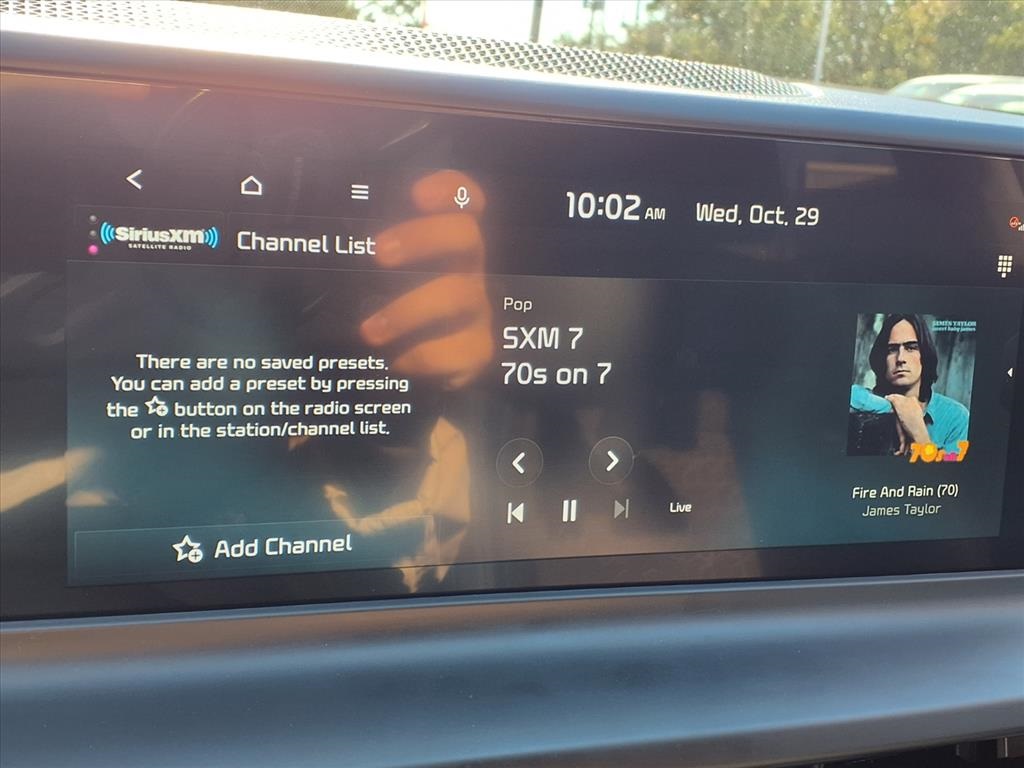 10:02 AM
Wed, Oct. 29
SiriusXM
SATELLITE RADIO
Channel List
There are no saved presets.
You can add a preset by pressing
the button on the radio screen
or in the station/channel list.
Add Channel
Pop
SXM 7
70s on 7
Live
JAMES TAYLOR
sweet baby james
70s on 7
Fire And Rain (70)
James Taylor